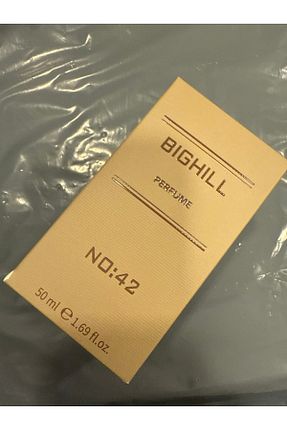 BIGHILL
PERFUME
NO:42
50 ml e 1.69 fl.oz.